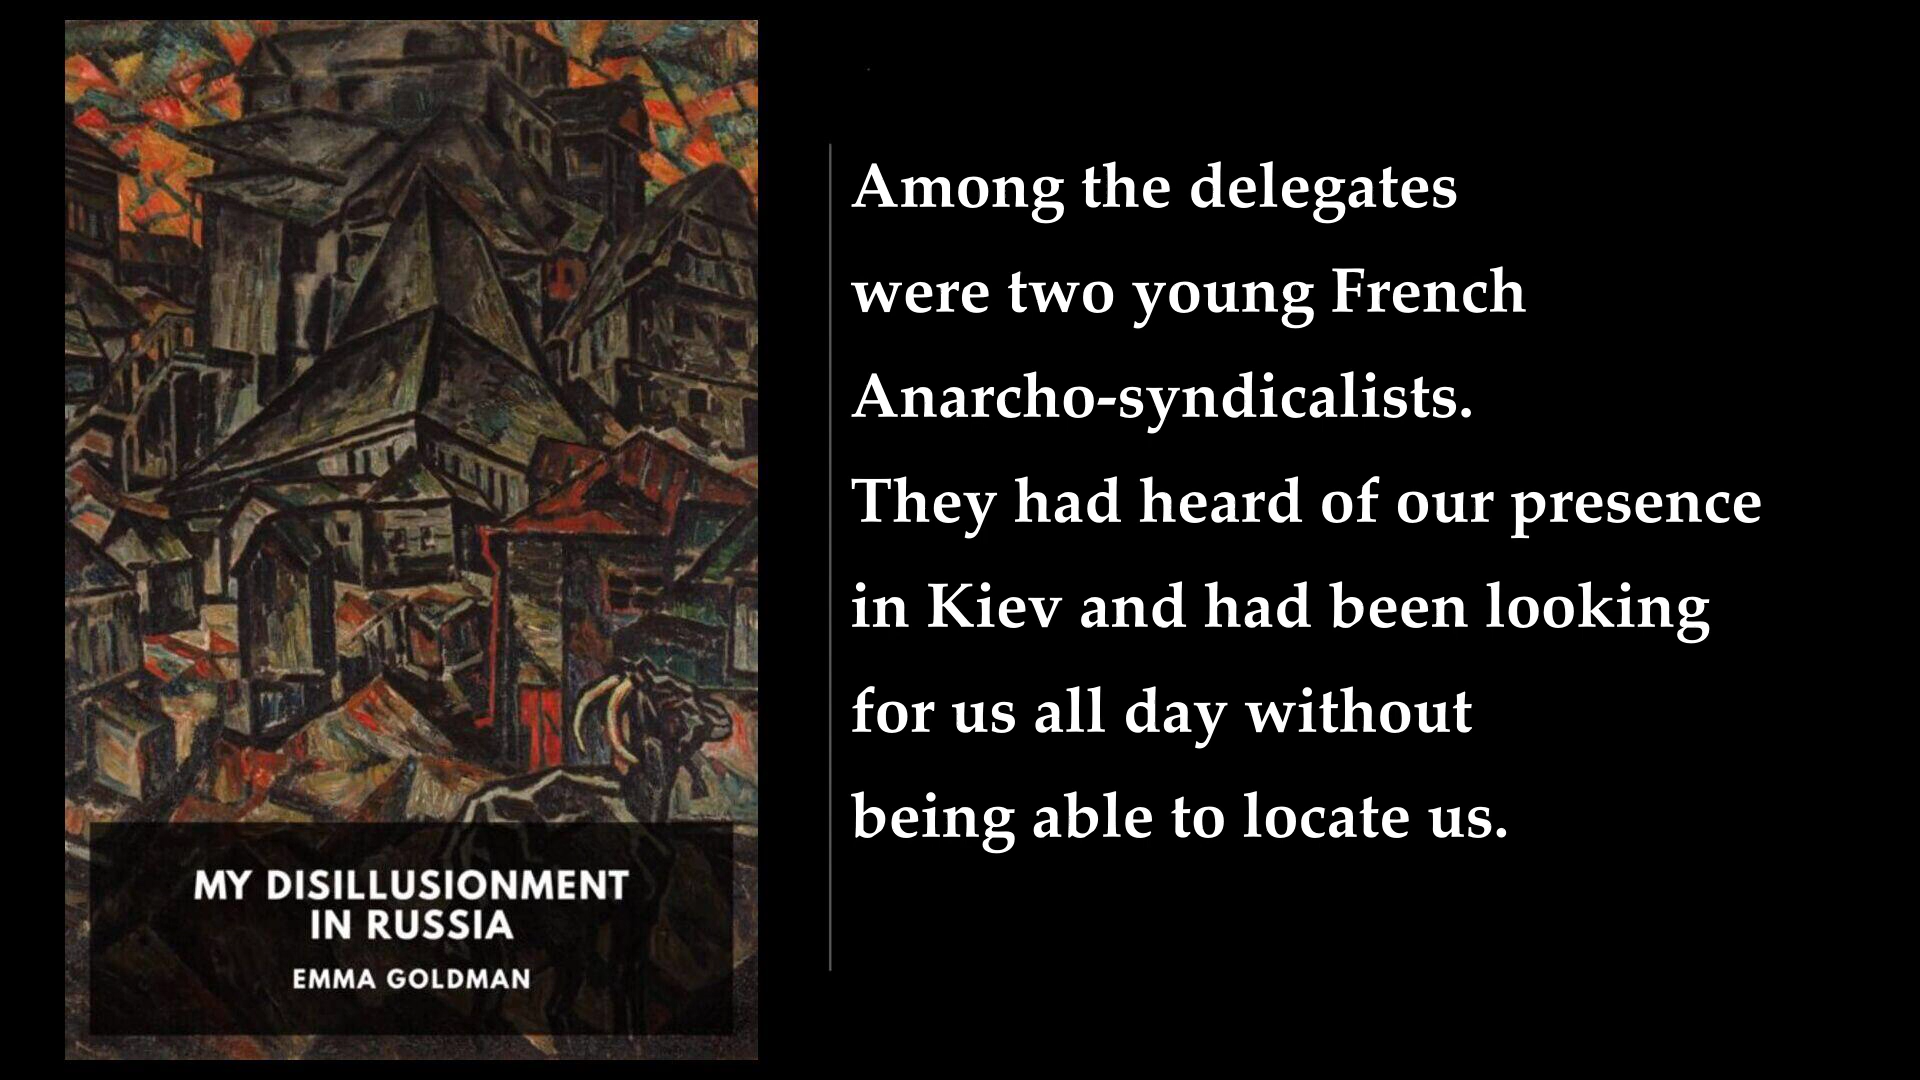 MY DISILLUSIONMENT
IN RUSSIA
EMMA GOLDMAN
Among the delegates
were two young French
Anarcho-syndicalists.
They had heard of our presence
in Kiev and had been looking
for us all day without
being able to locate us.